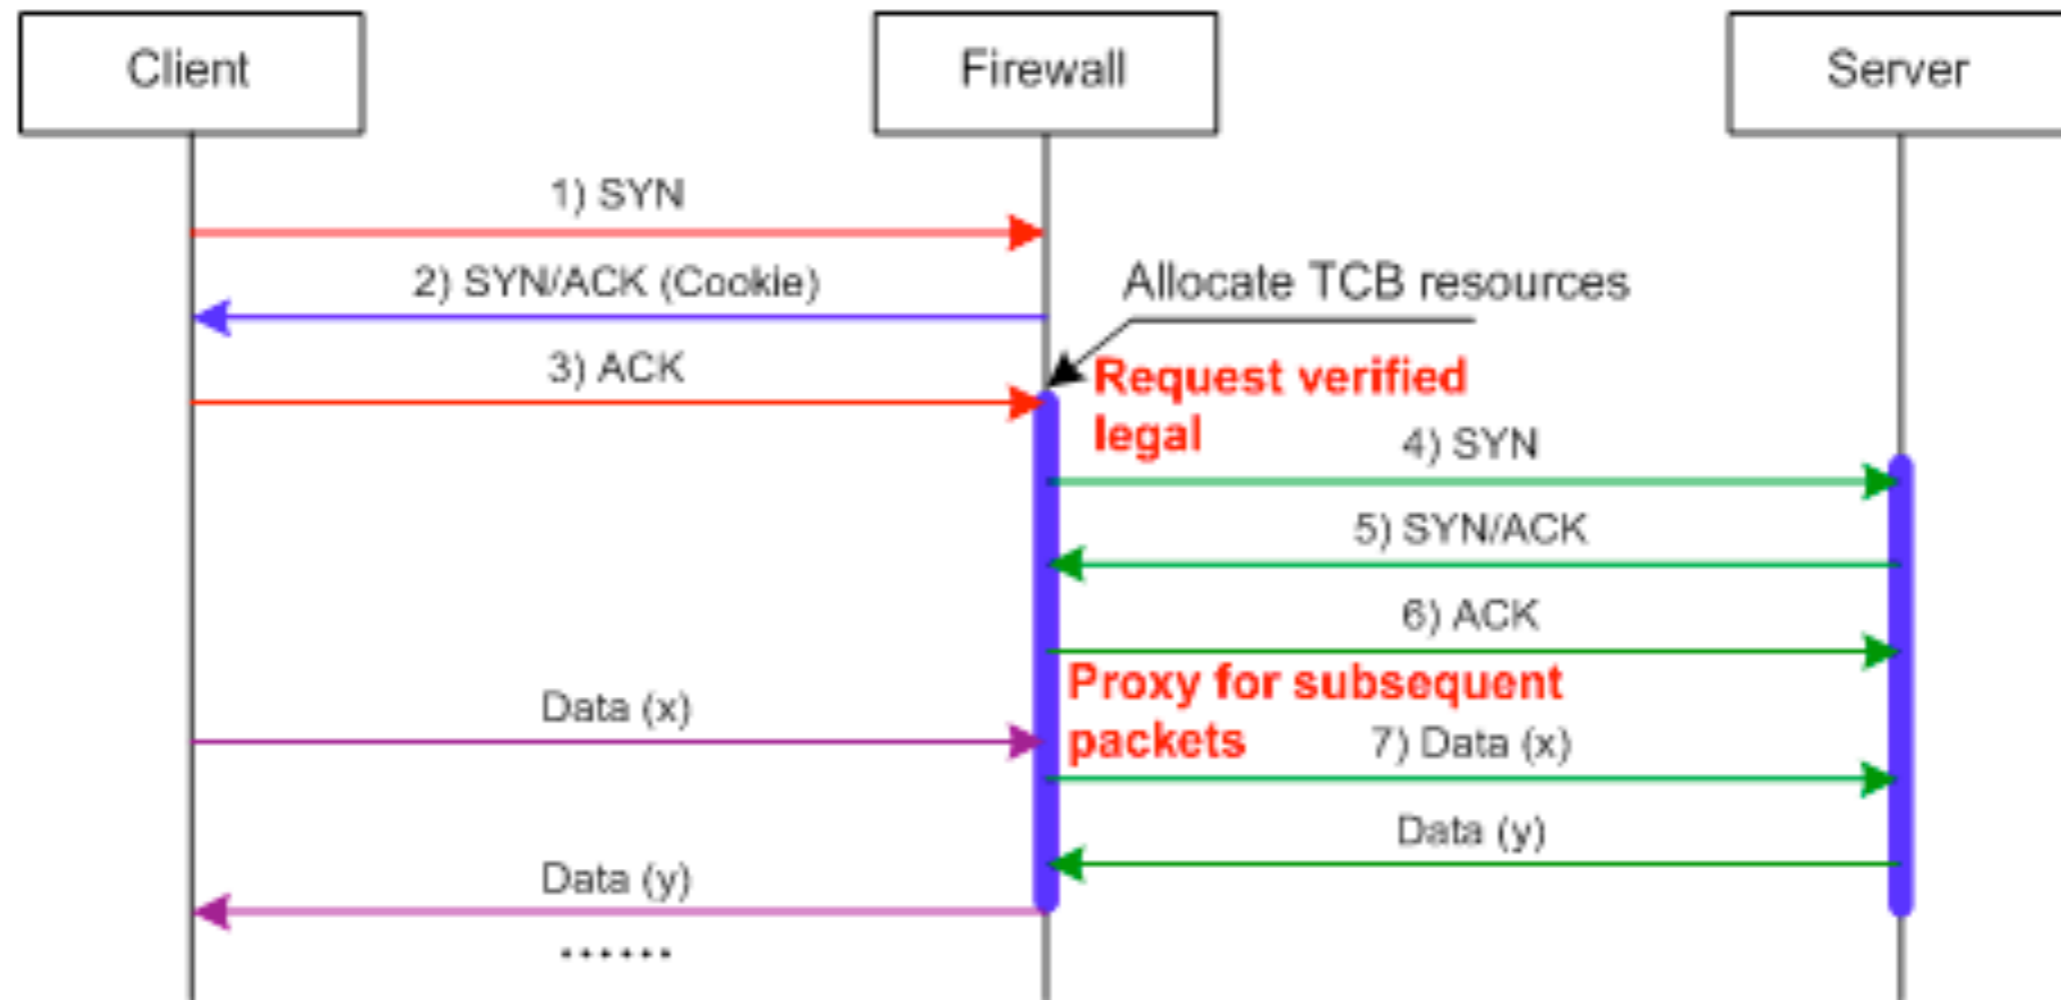 Client
Firewall
Server
1) SYN
2) SYN/ACK (Cookie)
Allocate TCB resources
3) ACK
Request verified
legal
4) SYN
5) SYN/ACK
6) ACK
Proxy for subsequent
packets
Data (x)
7) Data (x)
Data (y)
Data (y)
......